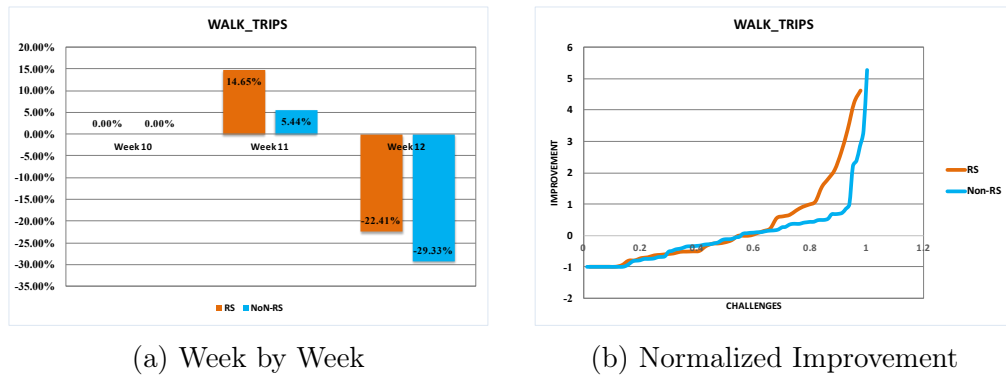 WALK_TRIPS
20.00%
15.00%
10.00%
5.00%
0.00%
-5.00%
-10.00%
-15.00%
-20.00%
-25.00%
-30.00%
-35.00%
0.00% 0.00%
14.65%
5.44%
-22.41%
-29.33%
Week10 Week11 Week12
RS NoN-RS
(a) Week by Week
WALK_TRIPS
IMPROVEMENT
6
5
4
3
2
1
0
-1
-2
0 0.2 0.4 0.6 0.8 1 1.2
CHALLENGES
RS
Non-RS
(b) Normalized Improvement